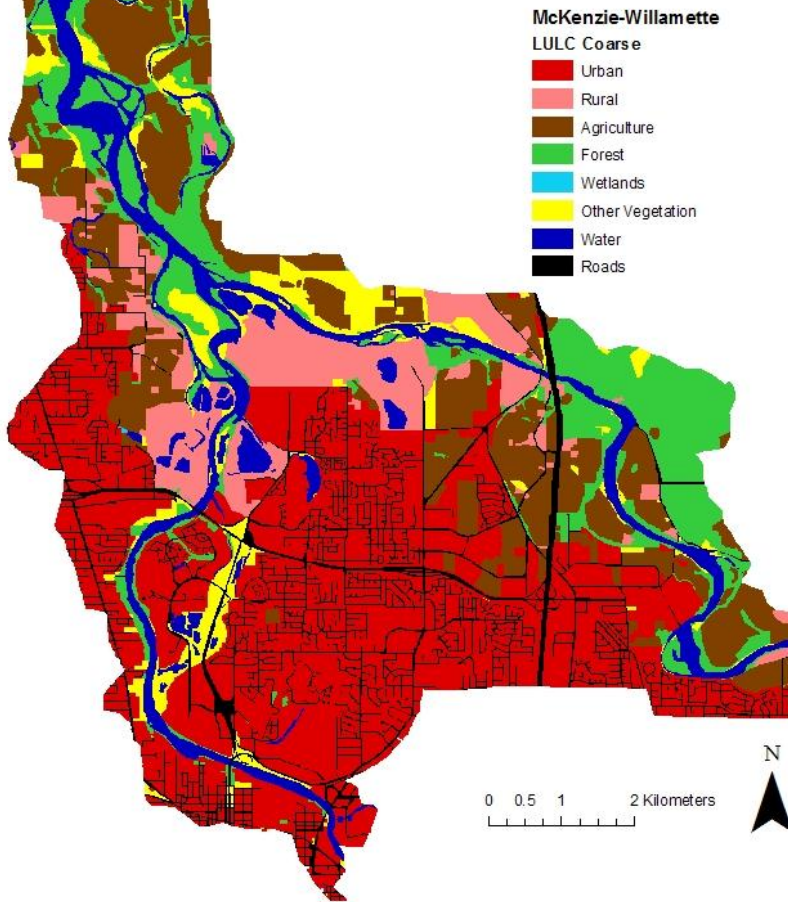 McKenzie-Willamette
LULC Coarse
Urban
Rural
Agriculture
Forest
Wetlands
Other Vegetation
Water
Roads
N
0 0.5 1 2 Kilometers